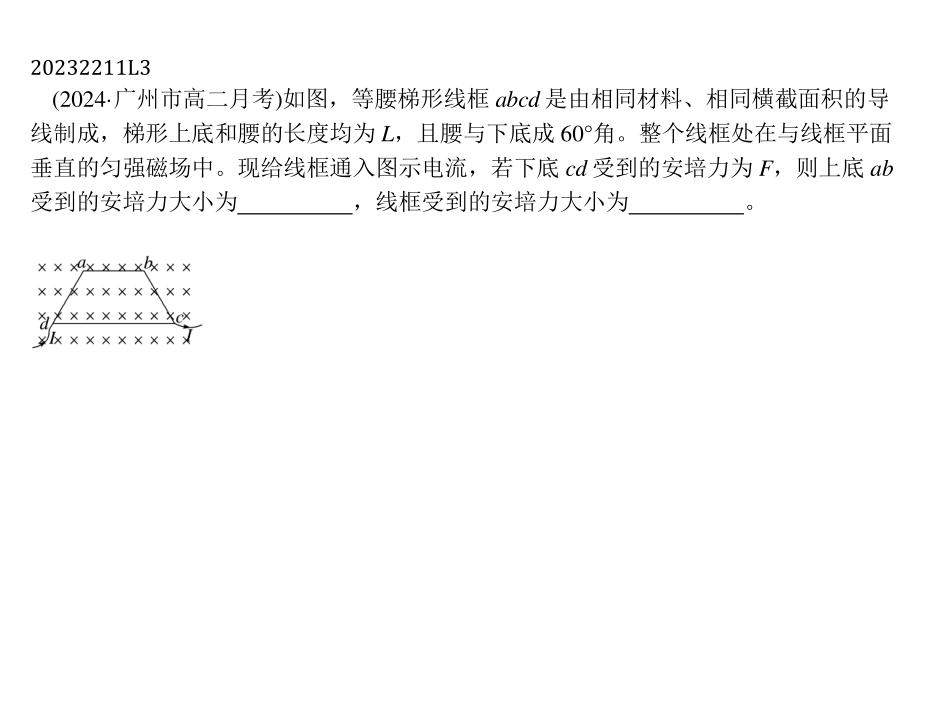 20232211L3
(2024·广州市高二月考)如图，等腰梯形线框 abcd 是由相同材料、相同横截面积的导
线制成，梯形上底和腰的长度均为 L，且腰与下底成 60°角。整个线框处在与线框平面
垂直的匀强磁场中。现给线框通入图示电流，若下底 cd 受到的安培力为 F，则上底 ab
受到的安培力大小为__________，线框受到的安培力大小为__________。
a b
d c
I I